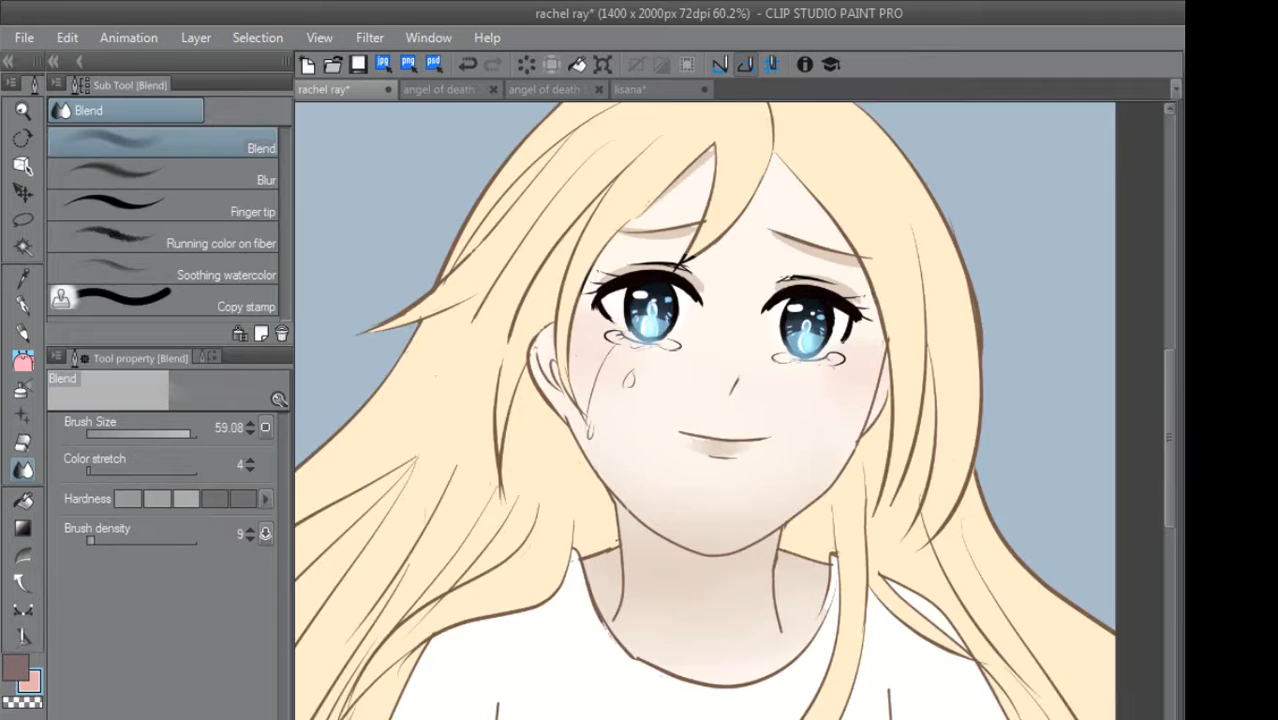 rachel ray* (1400 x 2000px 72dpi 60.2%) - CLIP STUDIO PAINT PRO
File Edit Animation Layer Selection View Filter Window Help
jpg png psd
Sub Tool [Blend]
rachel ray* angel of death angel of death lisana*
Blend
Blend
Blur
Finger tip
Running color on fiber
Soothing watercolor
Copy stamp
Tool property [Blend]
Blend
Brush Size 59.08
Color stretch 4
Hardness
Brush density 9